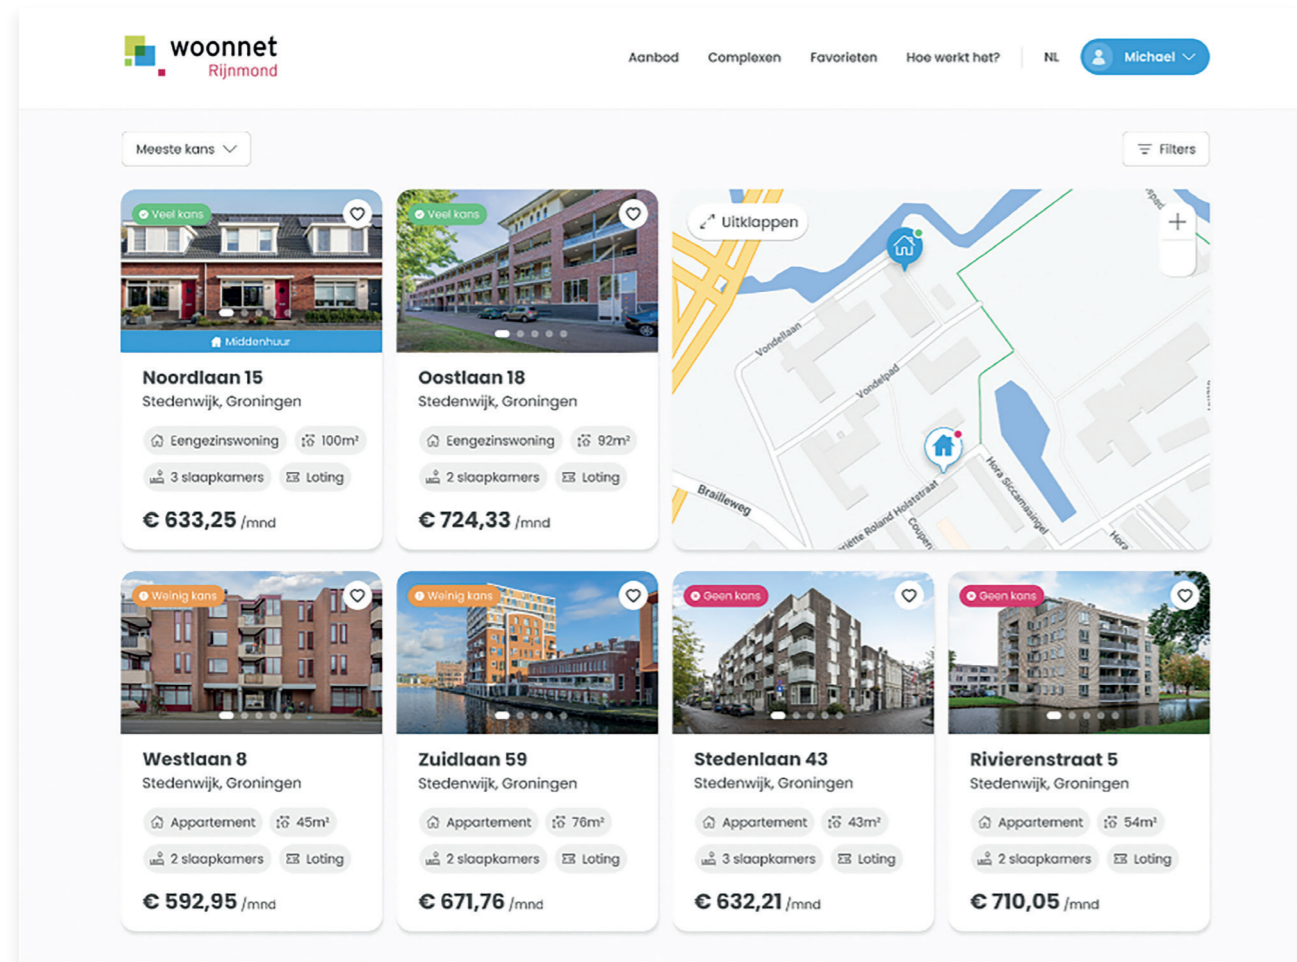 woonnet
Rijnmond
Aanbod
Complexen
Favorieten
Hoe werkt het?
NL
Michael
Meeste kans
Filters
Veel kans
Middenhuur
Noordlaan 15
Stedenwijk, Groningen
Eengezinswoning
100m²
3 slaapkamers
Loting
€ 633,25 /mnd
Veel kans
Oostlaan 18
Stedenwijk, Groningen
Eengezinswoning
92m²
2 slaapkamers
Loting
€ 724,33 /mnd
Uitklappen
Vondellaan
Vondelpad
Brailleweg
riëtte Roland Holststraat
Coupen
Hora Siccamasingel
Hora
Weinig kans
Westlaan 8
Stedenwijk, Groningen
Appartement
45m²
2 slaapkamers
Loting
€ 592,95 /mnd
Weinig kans
Zuidlaan 59
Stedenwijk, Groningen
Appartement
76m²
2 slaapkamers
Loting
€ 671,76 /mnd
Geen kans
Stedenlaan 43
Stedenwijk, Groningen
Appartement
43m²
3 slaapkamers
Loting
€ 632,21 /mnd
Geen kans
Rivierenstraat 5
Stedenwijk, Groningen
Appartement
54m²
2 slaapkamers
Loting
€ 710,05 /mnd